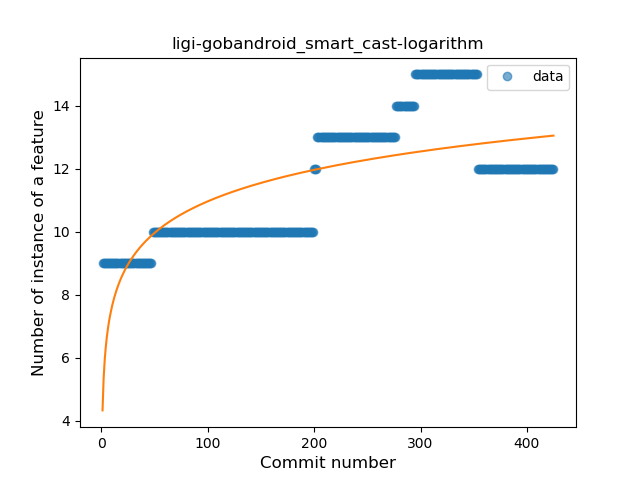 ligi-gobandroid_smart_cast-logarithm
data
Number of instance of a feature
14
12
10
8
6
4
0 100 200 300 400
Commit number